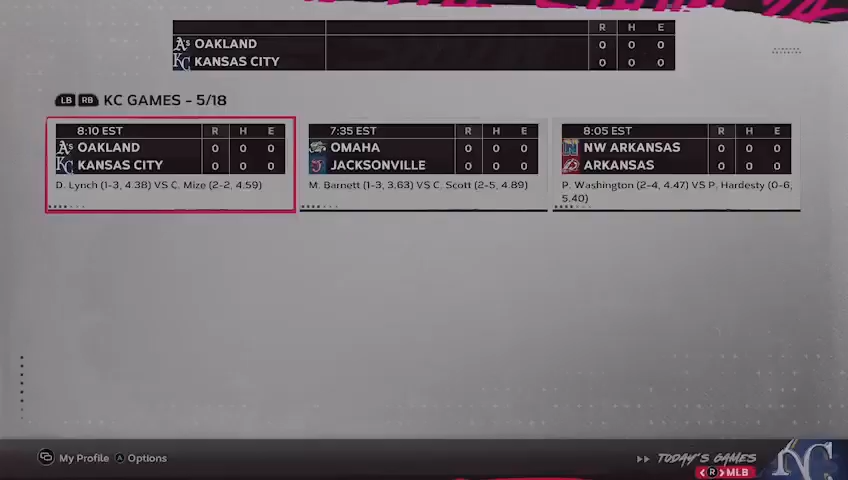 R H E
A's OAKLAND 0 0 0
KC KANSAS CITY 0 0 0
LB RB KC GAMES - 5/18
8:10 EST R H E
A's OAKLAND 0 0 0
KC KANSAS CITY 0 0 0
D. Lynch (1-3, 4.38) VS C. Mize (2-2, 4.59)
7:35 EST R H E
OMAHA 0 0 0
JACKSONVILLE 0 0 0
M. Barnett (1-3, 3.63) VS C. Scott (2-5, 4.89)
8:05 EST R H E
NW ARKANSAS 0 0 0
ARKANSAS 0 0 0
P. Washington (2-4, 4.47) VS P. Hardesty (0-6,
5.40)
My Profile A Options
TODAY'S GAMES
R MLB
KC